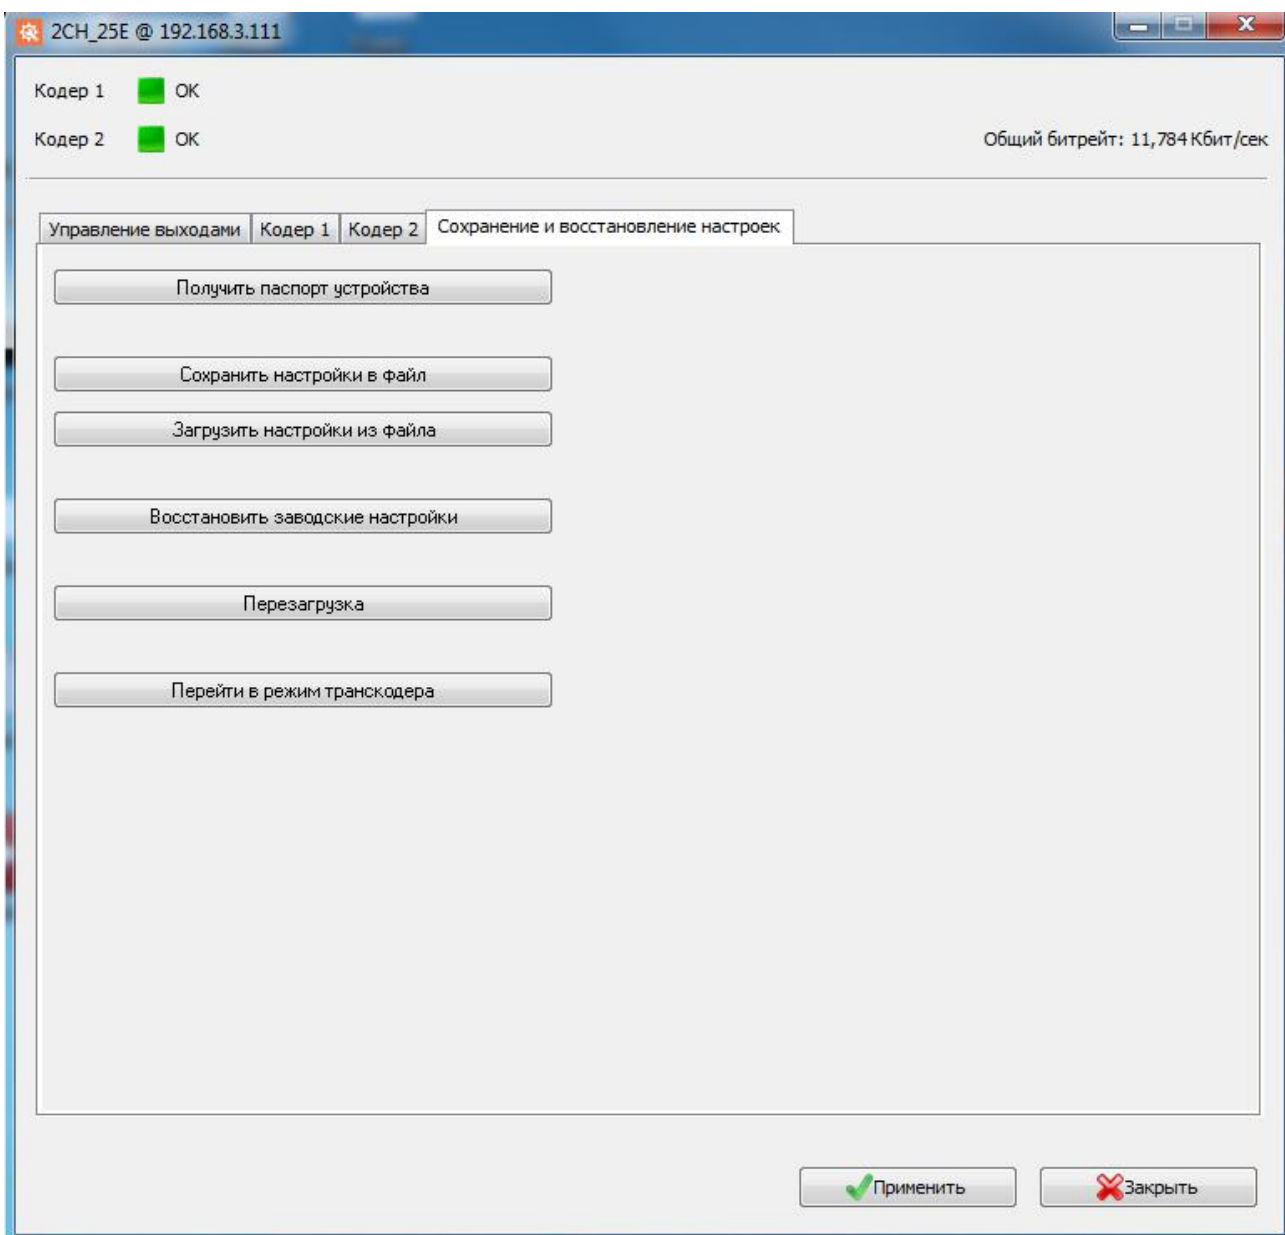 2CH_25E @ 192.168.3.111
Кодер 1 OK
Кодер 2 OK
Общий битрейт: 11,784 Кбит/сек
Управление выходами Кодер 1 Кодер 2 Сохранение и восстановление настроек
Получить паспорт устройства
Сохранить настройки в файл
Загрузить настройки из файла
Восстановить заводские настройки
Перезагрузка
Перейти в режим транскодера
Применить Закрыть